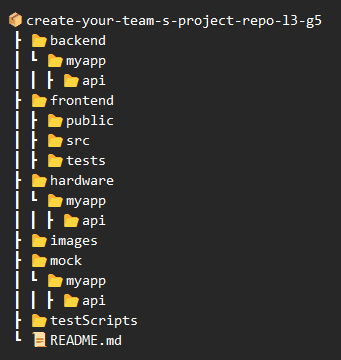 create-your-team-s-project-repo-l3-g5
backend
myapp
api
frontend
public
src
tests
hardware
myapp
api
images
mock
myapp
api
testScripts
README.md